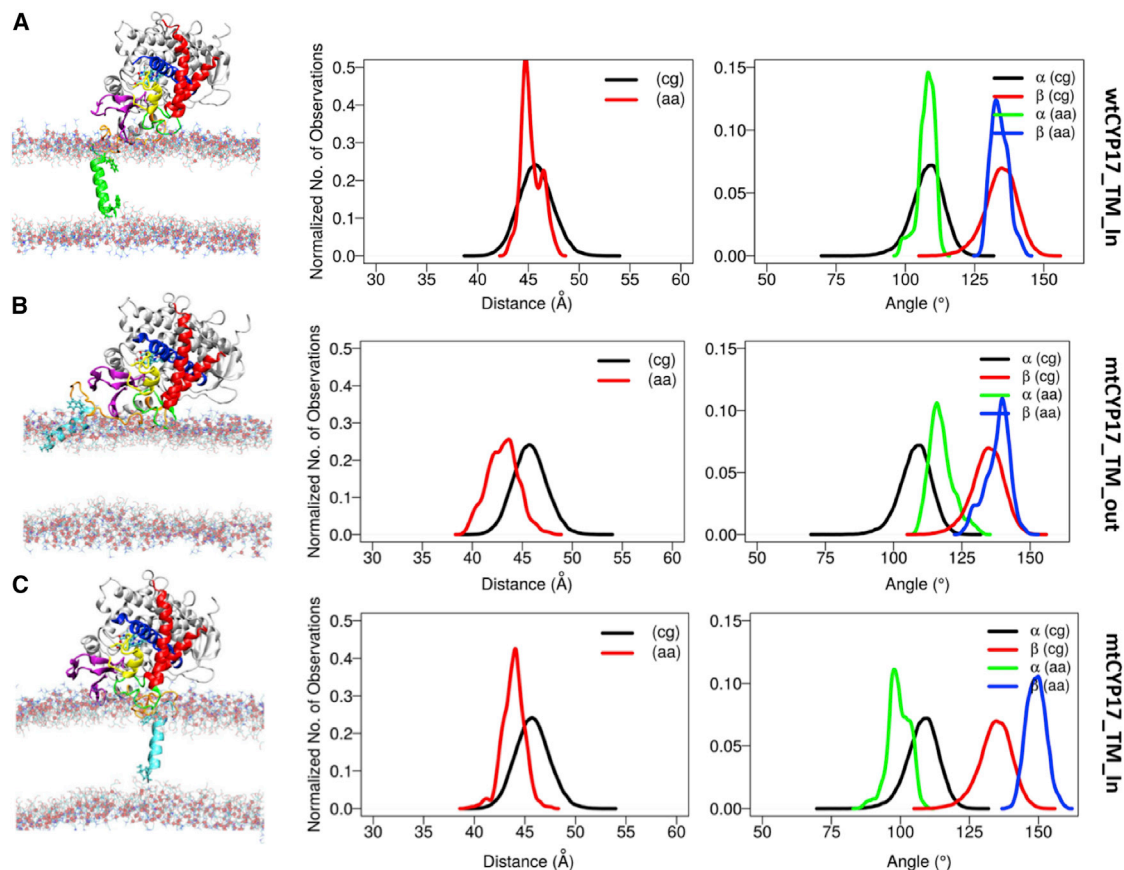 A
Normalized No. of Observations
0.5
0.4
0.3
0.2
0.1
0.0
(cg)
(aa)
30 35 40 45 50 55 60
Distance (Å)
0.15
0.10
0.05
0.00
α (cg)
β (cg)
α (aa)
β (aa)
50 75 100 125 150
Angle (°)
wtCYP17_TM_In
B
Normalized No. of Observations
0.5
0.4
0.3
0.2
0.1
0.0
(cg)
(aa)
30 35 40 45 50 55 60
Distance (Å)
0.15
0.10
0.05
0.00
α (cg)
β (cg)
α (aa)
β (aa)
50 75 100 125 150
Angle (°)
mtCYP17_TM_out
C
Normalized No. of Observations
0.5
0.4
0.3
0.2
0.1
0.0
(cg)
(aa)
30 35 40 45 50 55 60
Distance (Å)
0.15
0.10
0.05
0.00
α (cg)
β (cg)
α (aa)
β (aa)
50 75 100 125 150
Angle (°)
mtCYP17_TM_In